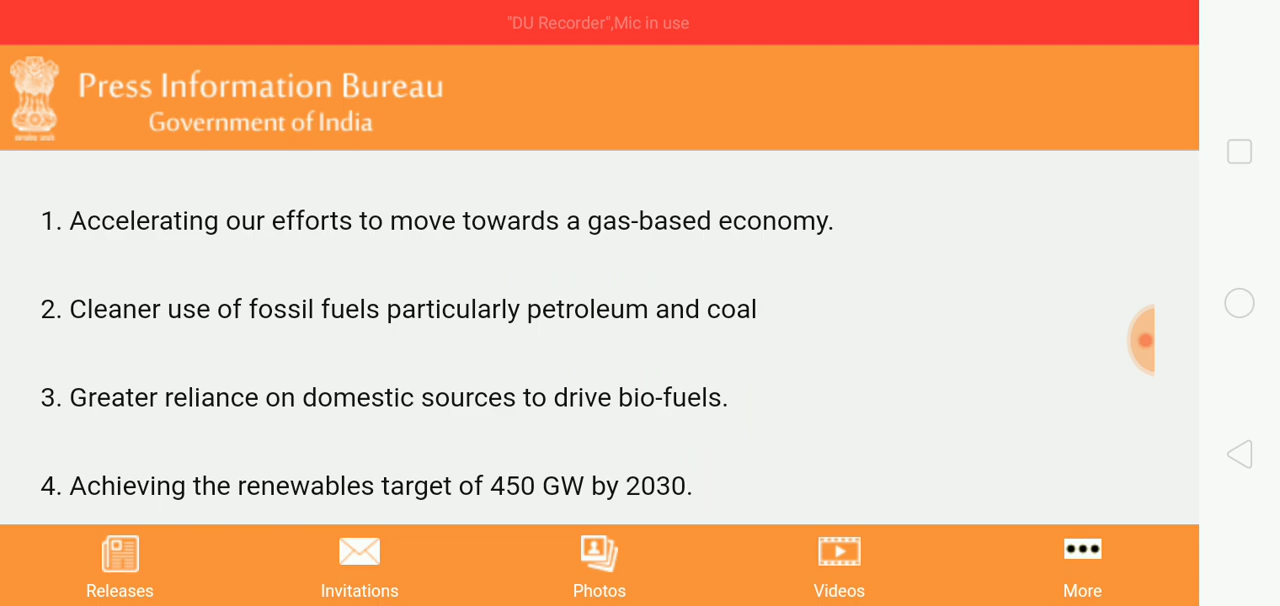 "DU Recorder",Mic in use
Press Information Bureau
Government of India
1. Accelerating our efforts to move towards a gas-based economy.
2. Cleaner use of fossil fuels particularly petroleum and coal
3. Greater reliance on domestic sources to drive bio-fuels.
4. Achieving the renewables target of 450 GW by 2030.
Releases
Invitations
Photos
Videos
More